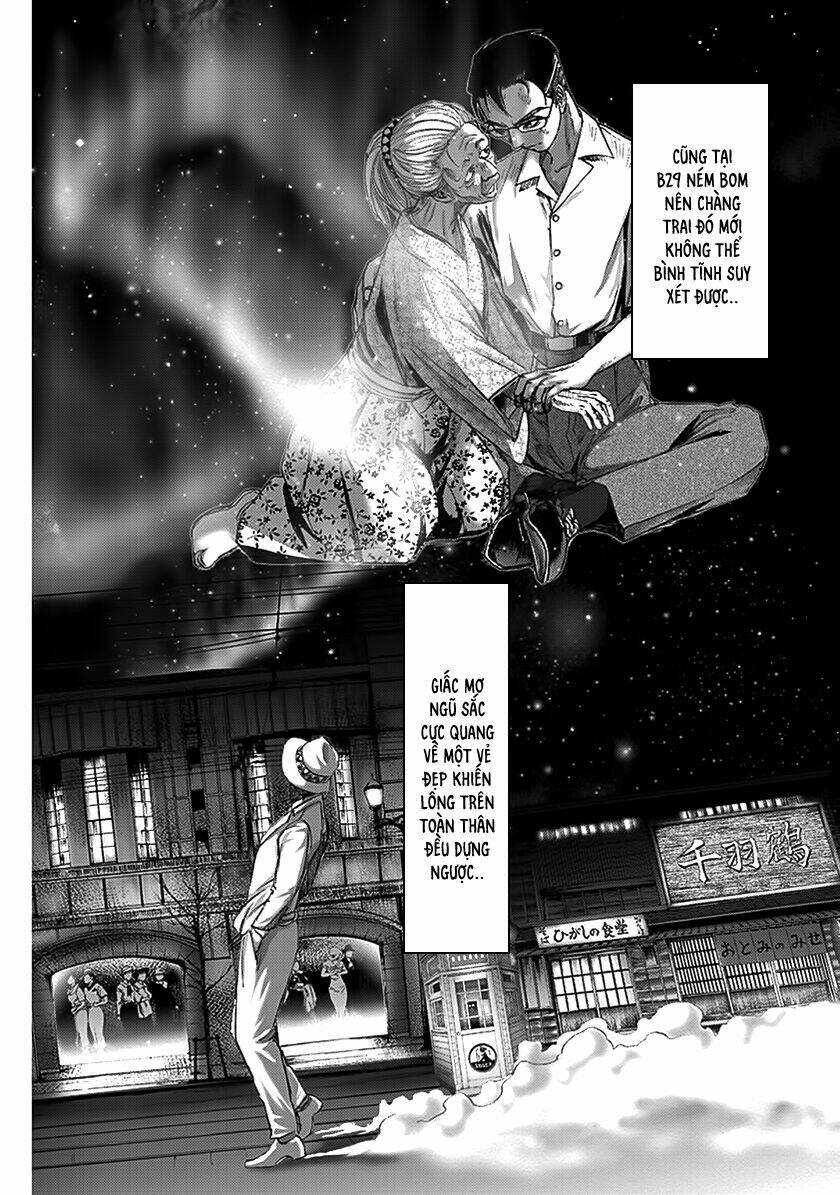 CŨNG TẠI
B29 NÉM BOM
NÊN CHÀNG
TRAI ĐÓ MỚI
KHÔNG THỂ
BÌNH TĨNH SUY
XÉT ĐƯỢC..
GIẤC MƠ
NGŨ SẮC
CỰC QUANG
VỀ MỘT VẺ
ĐẸP KHIẾN
LÔNG TRÊN
TOÀN THÂN
ĐỀU DỰNG
NGƯỢC..
千羽鶴
ひがしの食堂
おとみのみせ